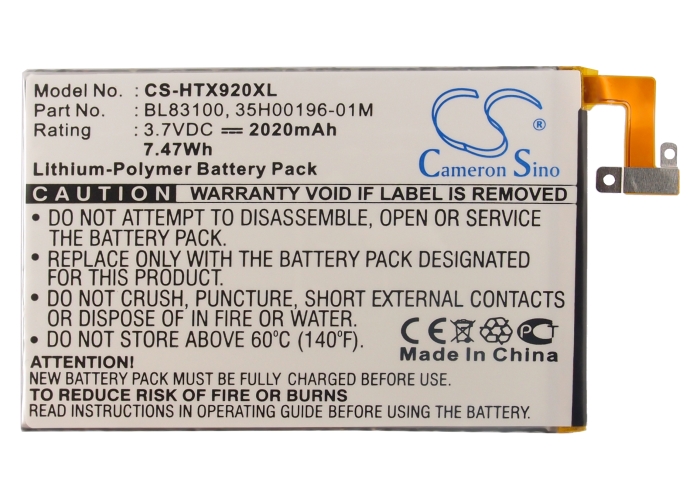 Model No. : CS-HTX920XL
Part No. : BL83100, 35H00196-01M
Rating : 3.7VDC ⎓ 2020mAh
7.47Wh
Lithium-Polymer Battery Pack
CS
®
Cameron Sino
CAUTION WARRANTY VOID IF LABEL IS REMOVED
• DO NOT ATTEMPT TO DISASSEMBLE, OPEN OR SERVICE
THE BATTERY PACK.
• REPLACE ONLY WITH THE BATTERY PACK DESIGNATED
FOR THIS PRODUCT.
• DO NOT CRUSH, PUNCTURE, SHORT EXTERNAL CONTACTS
OR DISPOSE OF IN FIRE OR WATER.
• DO NOT STORE ABOVE 60°C (140°F).
CE PC
Made In China
ATTENTION:
NEW BATTERY PACK MUST BE FULLY CHARGED BEFORE USE
TO REDUCE RISK OF FIRE OR BURNS
FOR BEST RESULTS, OPERATING GUIDE BEFORE USING BATTERY